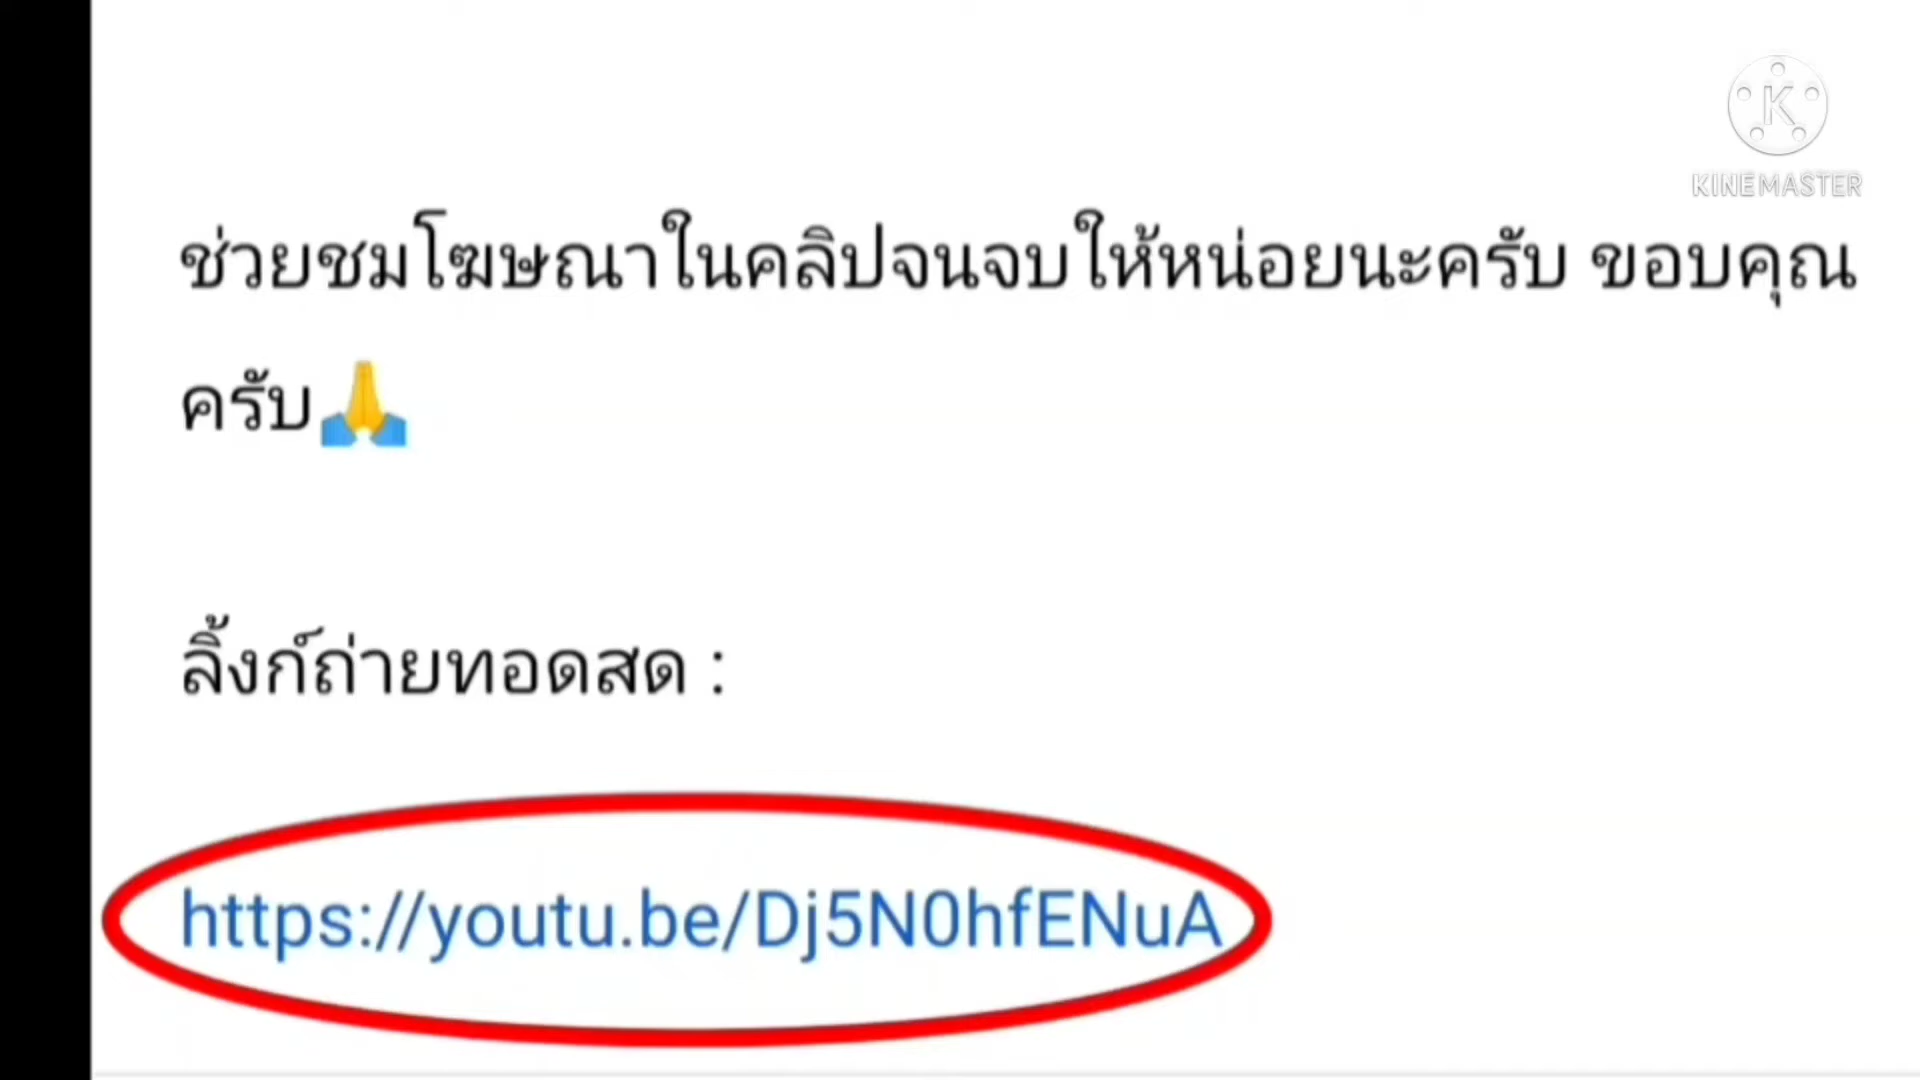 K
KINEMASTER
ช่วยชมโฆษณาในคลิปจนจบให้หน่อยนะครับ ขอบคุณ
ครับ🙏
ลิ้งก์ถ่ายทอดสด :
https://youtu.be/Dj5N0hfENuA